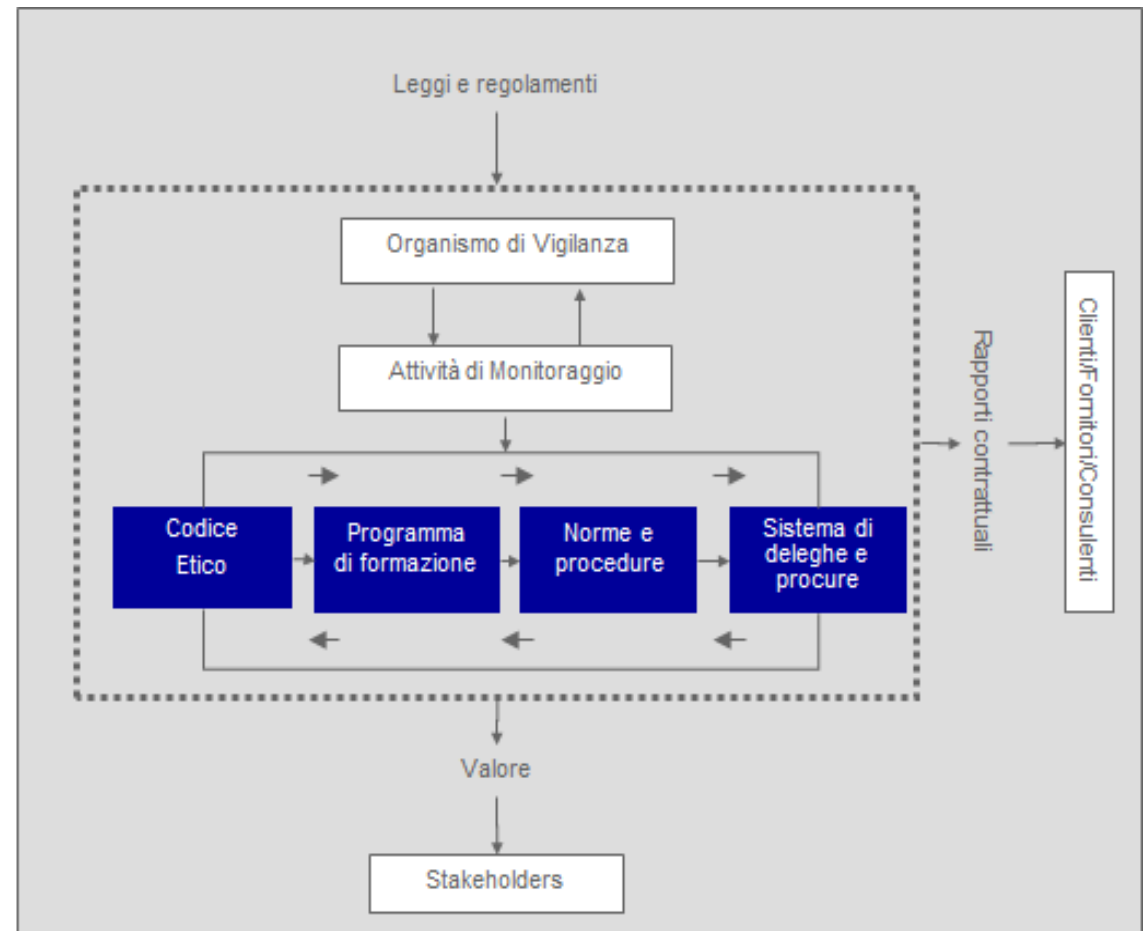 Leggi e regolamenti
Organismo di Vigilanza
Attività di Monitoraggio
Codice
Etico
Programma
di formazione
Norme e
procedure
Sistema di
deleghe e
procure
Rapporti contrattuali
Clienti/Fornitori/Consulenti
Valore
Stakeholders